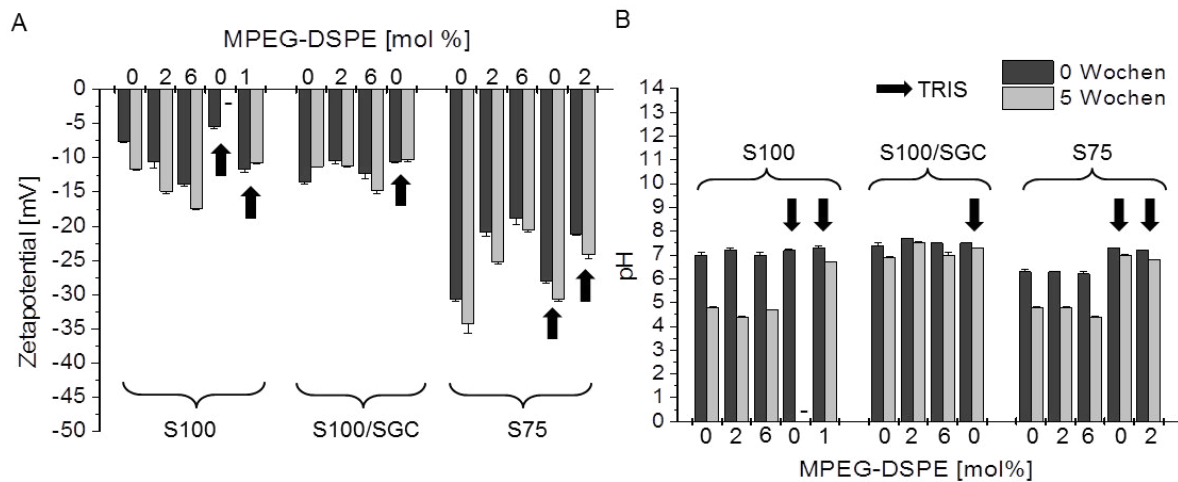 A
MPEG-DSPE [mol %]
0 2 6 0 1 0 2 6 0 0 2 6 0 2
0
-5
-10
-15
-20
-25
-30
-35
-40
-45
-50
Zetapotential [mV]
-
S100 S100/SGC S75
B
TRIS
0 Wochen
5 Wochen
14
13
12
11
10
9
8
7
6
5
4
3
2
1
0
pH
S100 S100/SGC S75
-
0 2 6 0 1 0 2 6 0 0 2 6 0 2
MPEG-DSPE [mol%]